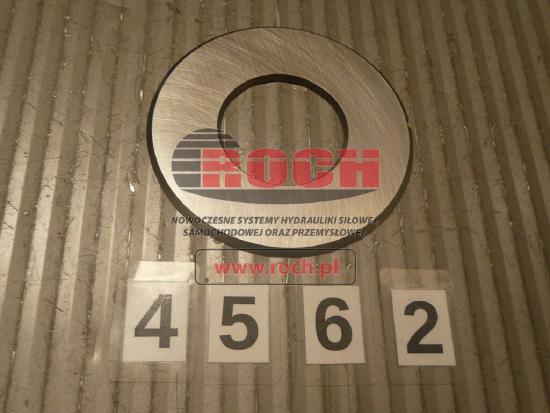 ROCH
NOWOCZESNE SYSTEMY HYDRAULIKI SIŁOWEJ,
SAMOCHODOWEJ ORAZ PRZEMYSŁOWEJ.
www.roch.pl
4 5 6 2